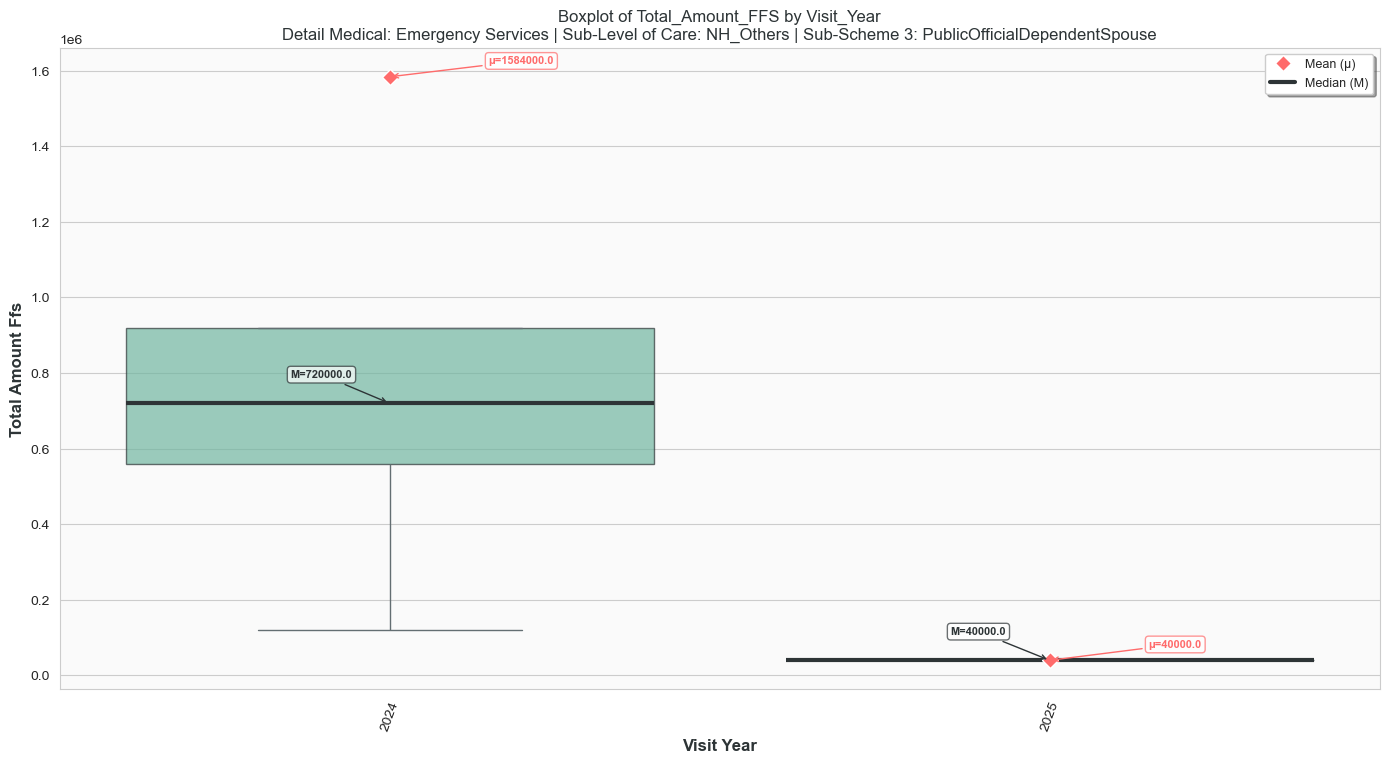 Boxplot of Total_Amount_FFS by Visit_Year
Detail Medical: Emergency Services | Sub-Level of Care: NH_Others | Sub-Scheme 3: PublicOfficialDependentSpouse
1e6
μ=1584000.0
Mean (μ)
Median (M)
1.6
1.4
1.2
1.0
0.8
0.6
0.4
0.2
0.0
Total Amount Ffs
M=720000.0
M=40000.0
μ=40000.0
2024
2025
Visit Year